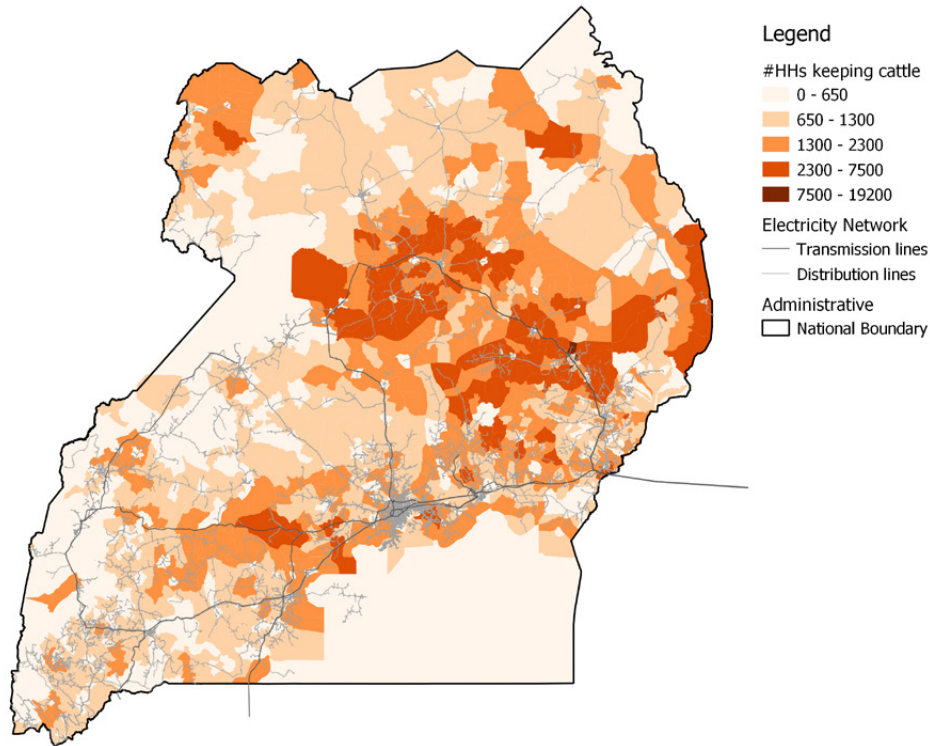 Legend
#HHs keeping cattle
0 - 650
650 - 1300
1300 - 2300
2300 - 7500
7500 - 19200
Electricity Network
Transmission lines
Distribution lines
Administrative
National Boundary